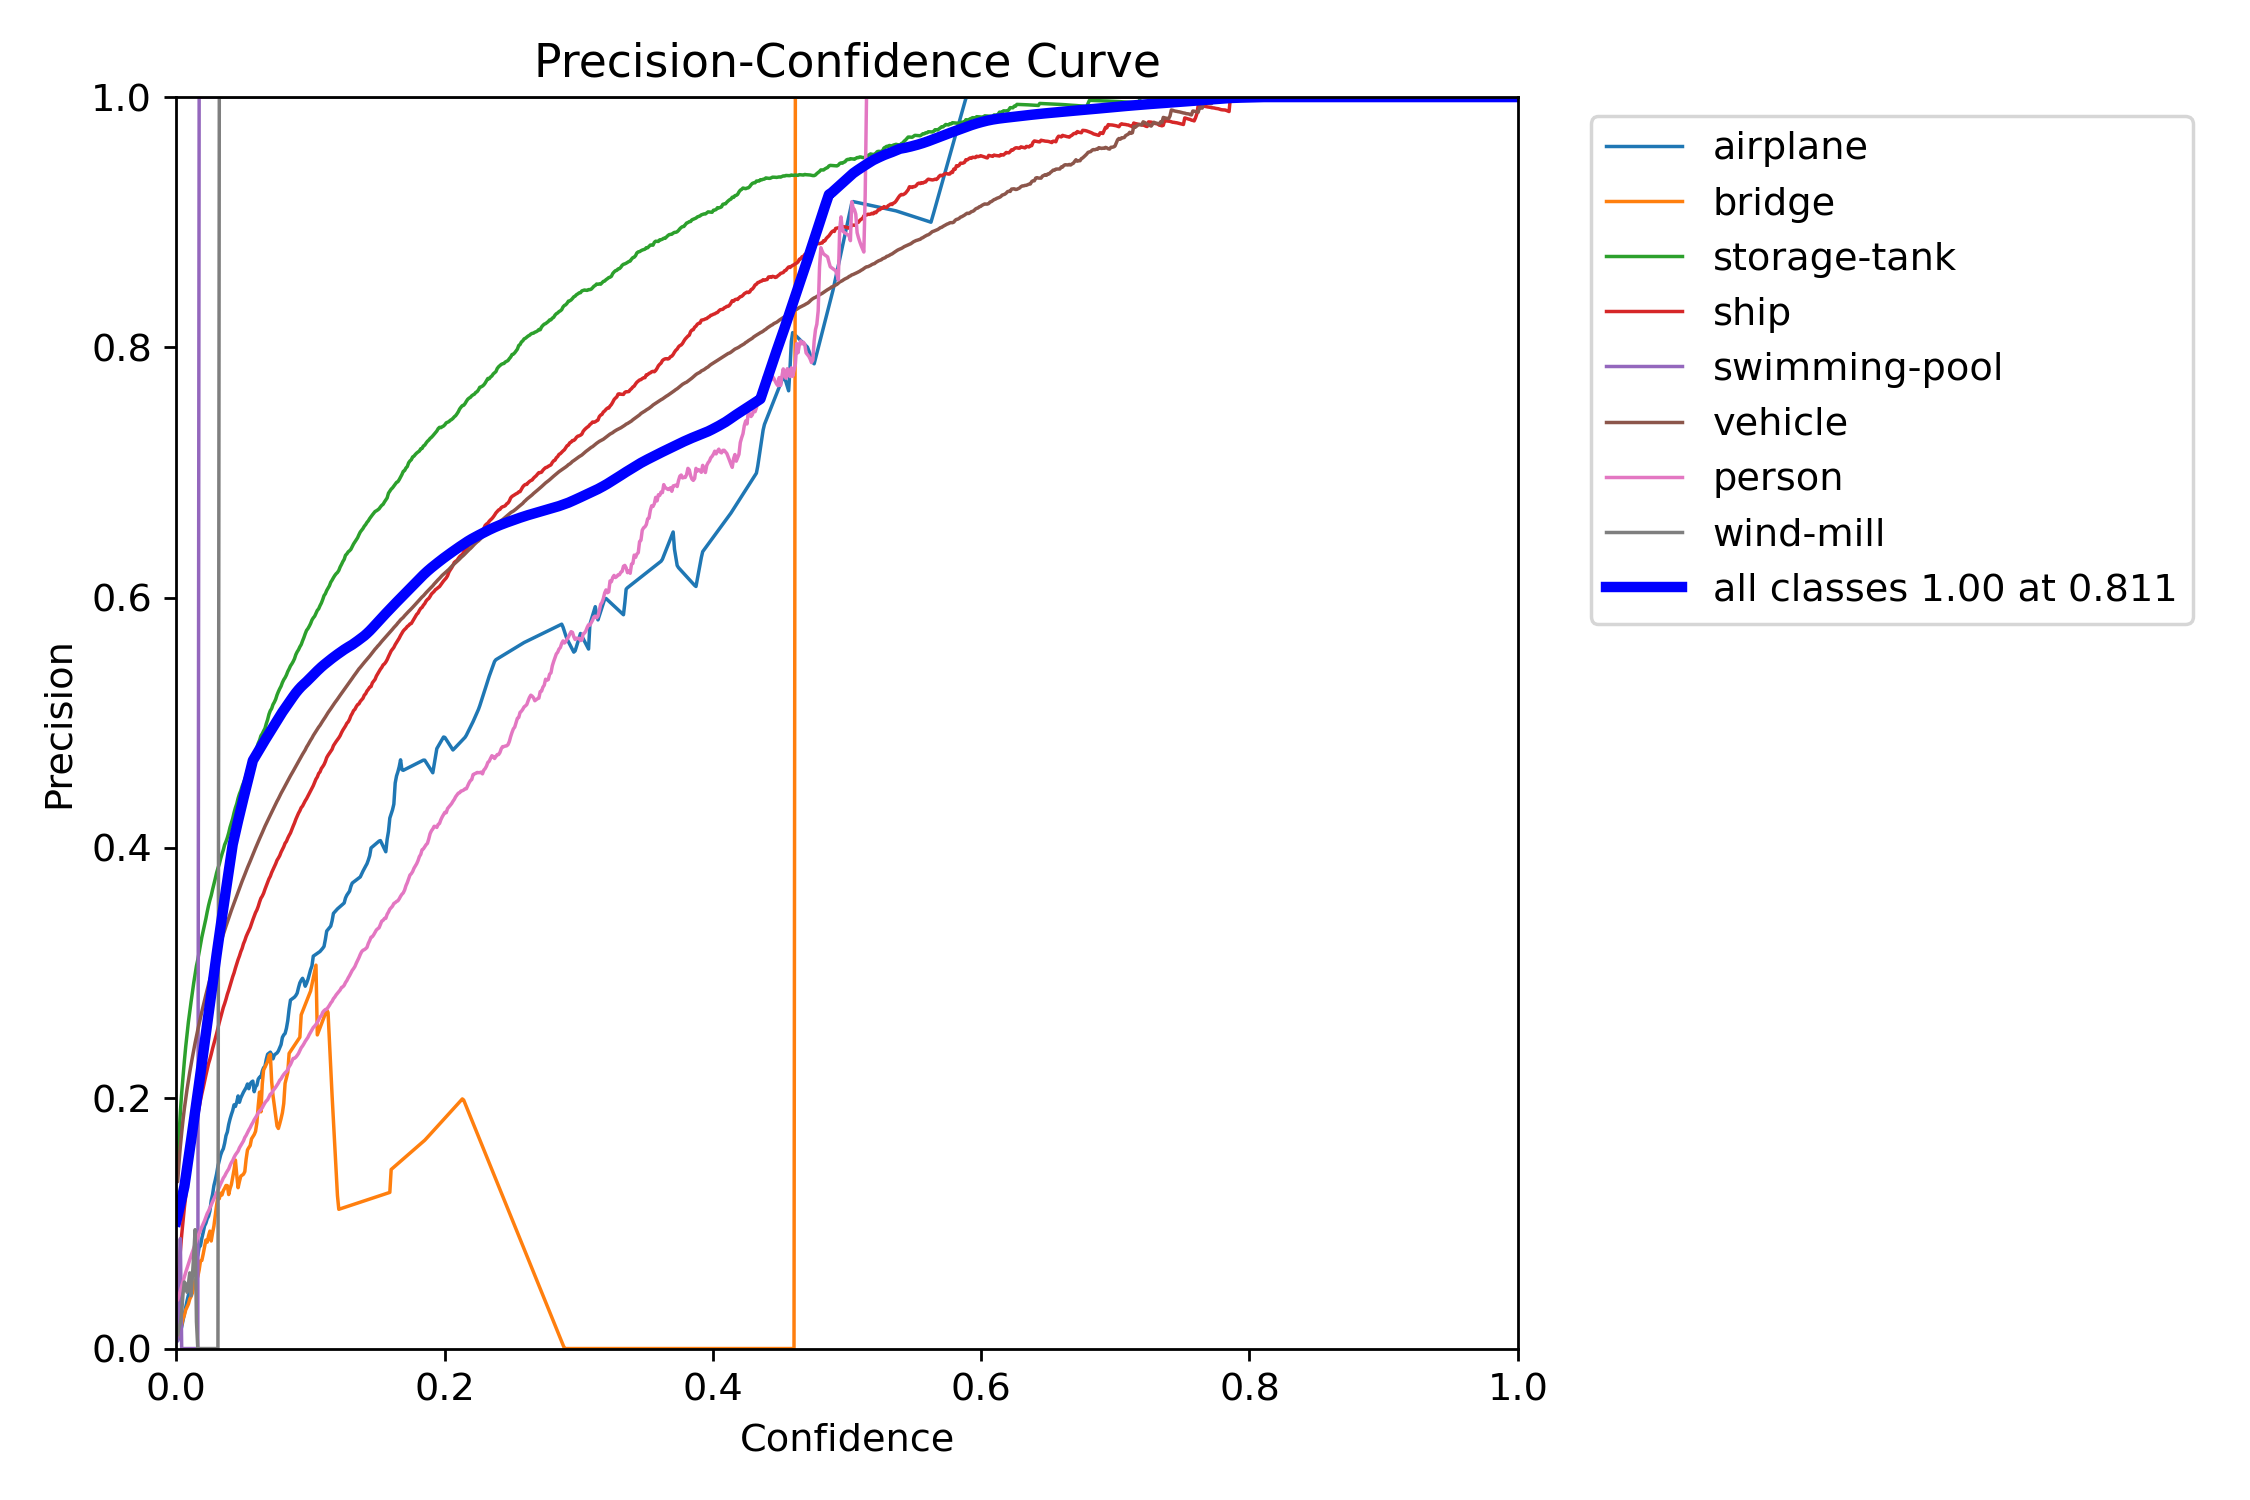 Precision-Confidence Curve
1.0
0.8
0.6
0.4
0.2
0.0
Precision
0.0 0.2 0.4 0.6 0.8 1.0
Confidence
airplane
bridge
storage-tank
ship
swimming-pool
vehicle
person
wind-mill
all classes 1.00 at 0.811